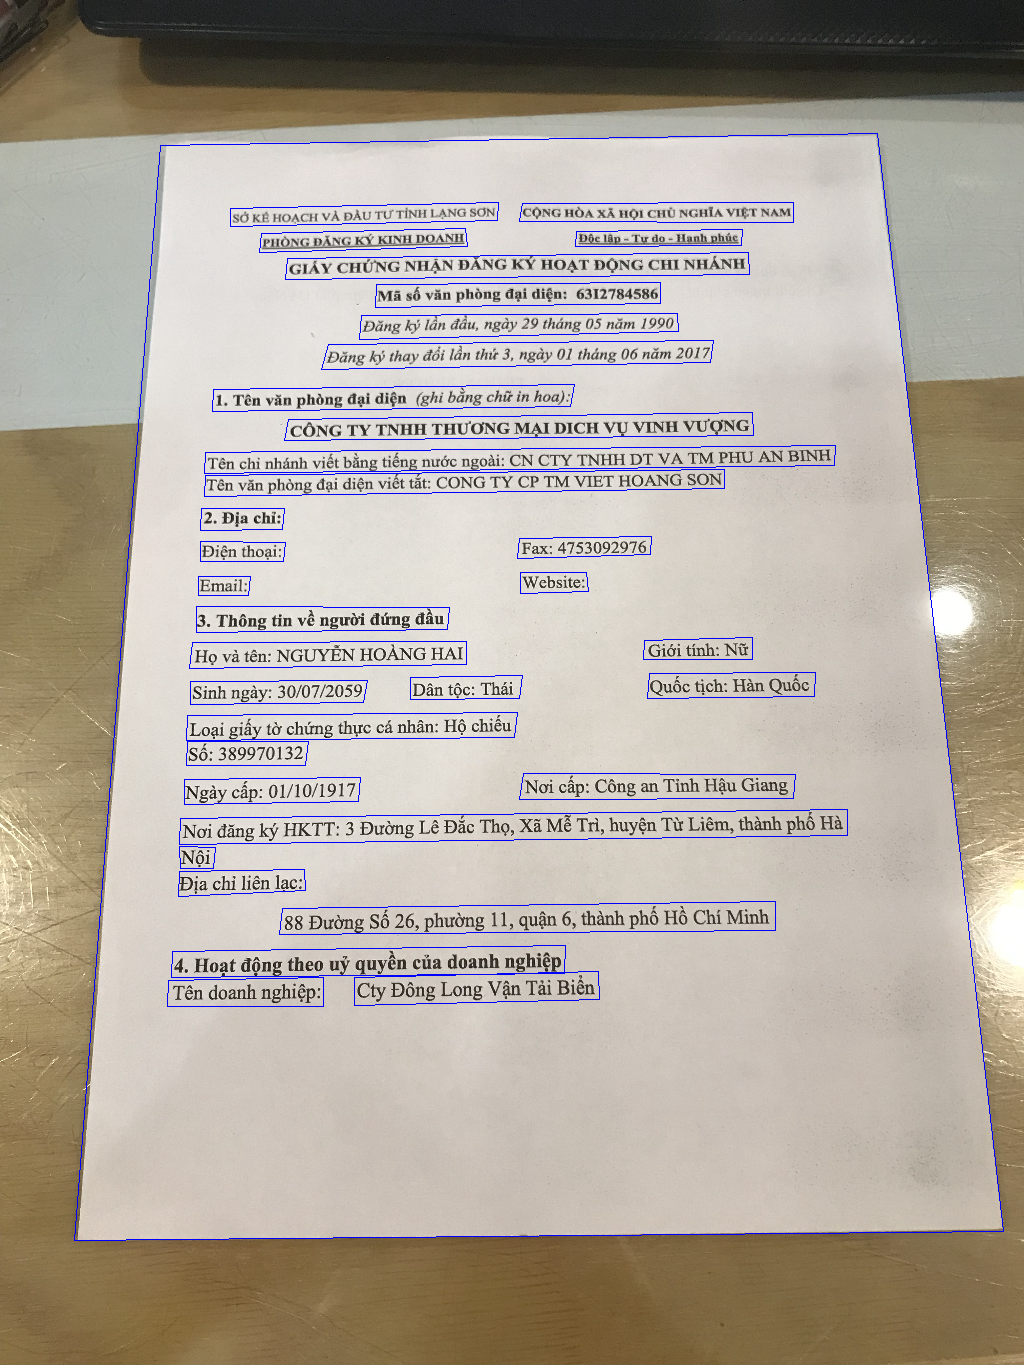 SỞ KẾ HOẠCH VÀ ĐẦU TƯ TỈNH LẠNG SƠN
CỘNG HÒA XÃ HỘI CHỦ NGHĨA VIỆT NAM
PHÒNG ĐĂNG KÝ KINH DOANH
Độc lập - Tự do - Hạnh phúc
GIẤY CHỨNG NHẬN ĐĂNG KÝ HOẠT ĐỘNG CHI NHÁNH
Mã số văn phòng đại diện: 63I2784586
Đăng ký lần đầu, ngày 29 tháng 05 năm 1990
Đăng ký thay đổi lần thứ 3, ngày 01 tháng 06 năm 2017
1. Tên văn phòng đại diện (ghi bằng chữ in hoa):
CÔNG TY TNHH THƯƠNG MẠI DICH VỤ VINH VƯỢNG
Tên chi nhánh viết bằng tiếng nước ngoài: CN CTY TNHH DT VA TM PHU AN BINH
Tên văn phòng đại diện viết tắt: CONG TY CP TM VIET HOANG SON
2. Địa chỉ:
Điện thoại:
Fax: 4753092976
Email:
Website:
3. Thông tin về người đứng đầu
Họ và tên: NGUYỄN HOÀNG HAI
Giới tính: Nữ
Sinh ngày: 30/07/2059
Dân tộc: Thái
Quốc tịch: Hàn Quốc
Loại giấy tờ chứng thực cá nhân: Hộ chiếu
Số: 389970132
Ngày cấp: 01/10/1917
Nơi cấp: Công an Tỉnh Hậu Giang
Nơi đăng ký HKTT: 3 Đường Lê Đắc Thọ, Xã Mễ Trì, huyện Từ Liêm, thành phố Hà
Nội
Địa chỉ liên lạc:
88 Đường Số 26, phường 11, quận 6, thành phố Hồ Chí Minh
4. Hoạt động theo uỷ quyền của doanh nghiệp
Tên doanh nghiệp:
Cty Đông Long Vận Tải Biển